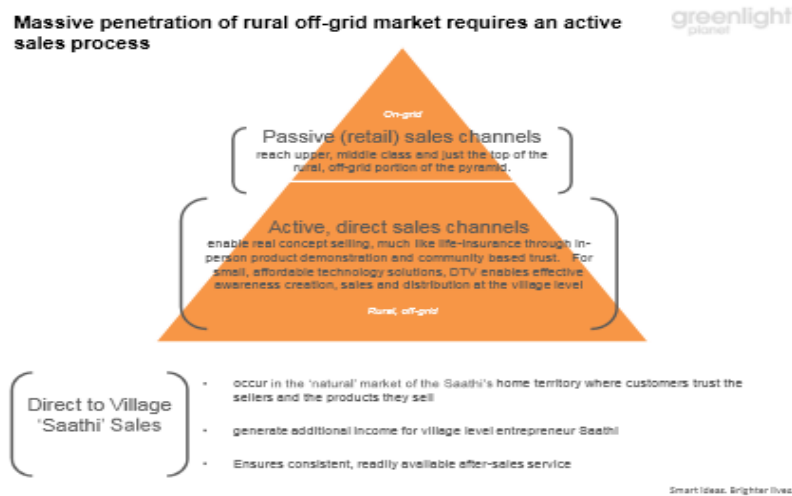 Massive penetration of rural off-grid market requires an active
sales process
greenlight
planet
On-grid
Passive (retail) sales channels
reach upper, middle class and just the top of the
rural, off-grid portion of the pyramid.
Active, direct sales channels
enable real concept selling, much like life-insurance through in-
person product demonstration and community based trust. For
small, affordable technology solutions, DTV enables effective
awareness creation, sales and distribution at the village level
Rural, off-grid
Direct to Village
‘Saathi’ Sales
• occur in the ‘natural’ market of the Saathi’s home territory where customers trust the
sellers and the products they sell
• generate additional income for village level entrepreneur Saathi
• Ensures consistent, readily available after-sales service
Smart Ideas. Brighter lives